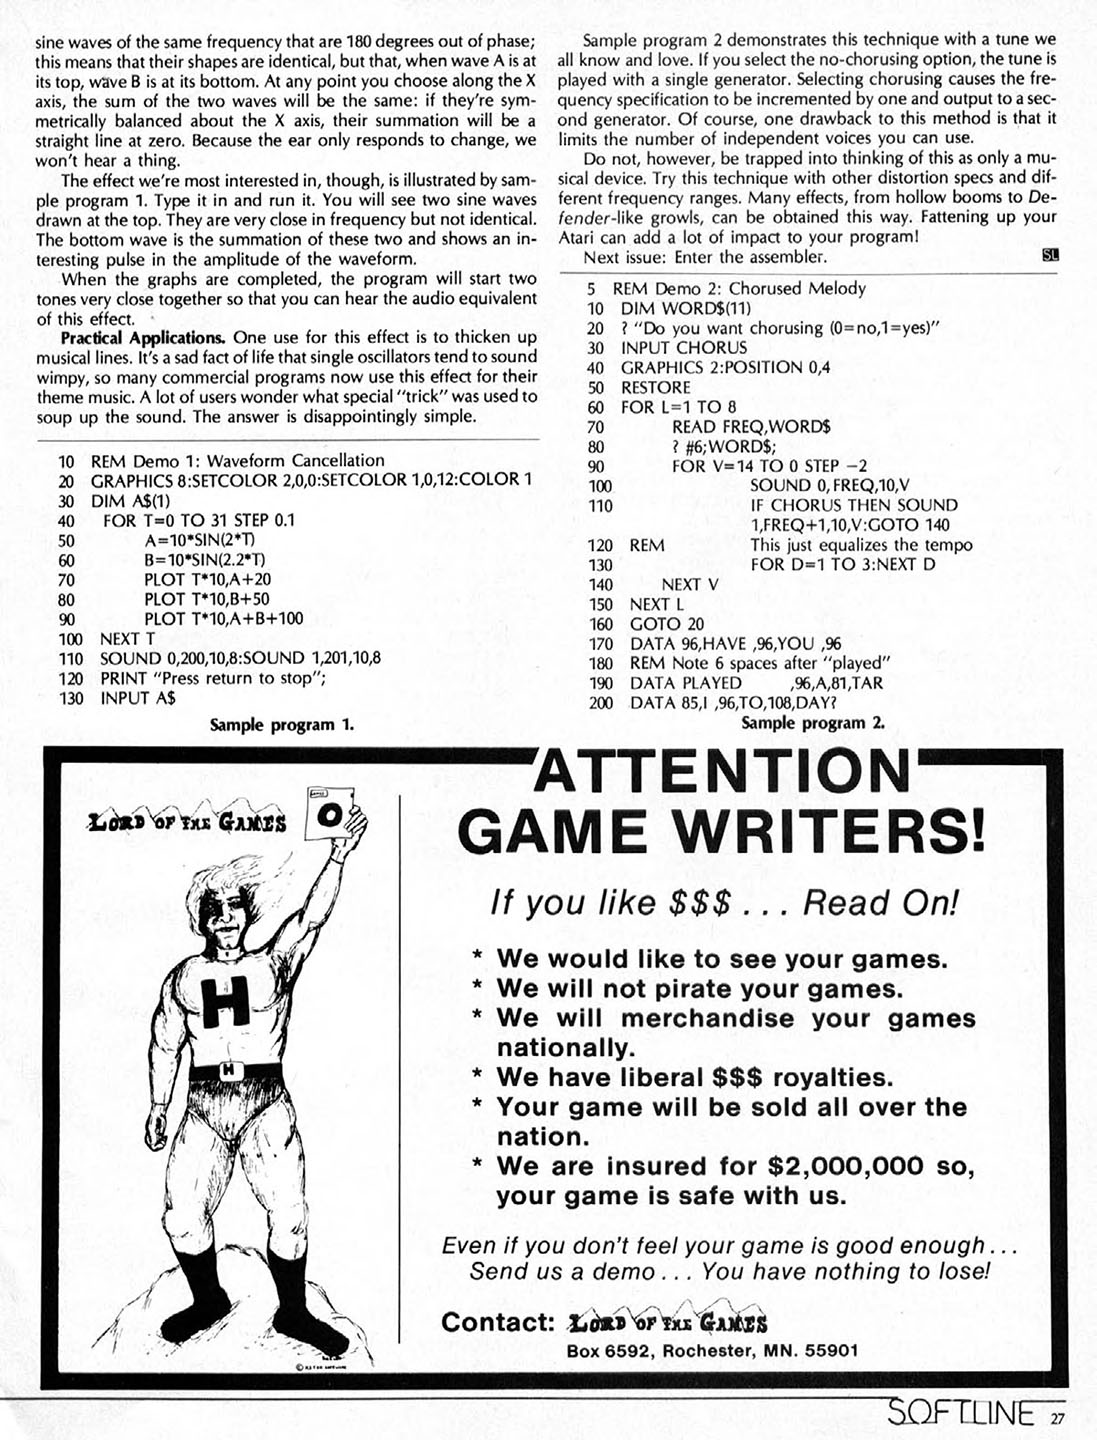 sine waves of the same frequency that are 180 degrees out of phase;
this means that their shapes are identical, but that, when wave A is at
its top, wave B is at its bottom. At any point you choose along the X
axis, the sum of the two waves will be the same: if they're sym-
metrically balanced about the X axis, their summation will be a
straight line at zero. Because the ear only responds to change, we
won't hear a thing.
The effect we're most interested in, though, is illustrated by sam-
ple program 1. Type it in and run it. You will see two sine waves
drawn at the top. They are very close in frequency but not identical.
The bottom wave is the summation of these two and shows an in-
teresting pulse in the amplitude of the waveform.
When the graphs are completed, the program will start two
tones very close together so that you can hear the audio equivalent
of this effect.
Practical Applications. One use for this effect is to thicken up
musical lines. It's a sad fact of life that single oscillators tend to sound
wimpy, so many commercial programs now use this effect for their
theme music. A lot of users wonder what special "trick" was used to
soup up the sound. The answer is disappointingly simple.
10 REM Demo 1: Waveform Cancellation
20 GRAPHICS 8:SETCOLOR 2,0,0:SETCOLOR 1,0,12:COLOR 1
30 DIM A$(1)
40 FOR T=0 TO 31 STEP 0.1
50 A=10*SIN(2*T)
60 B=10*SIN(2.2*T)
70 PLOT T*10,A+20
80 PLOT T*10,B+50
90 PLOT T*10,A+B+100
100 NEXT T
110 SOUND 0,200,10,8:SOUND 1,201,10,8
120 PRINT "Press return to stop";
130 INPUT A$
Sample program 1.
Sample program 2 demonstrates this technique with a tune we
all know and love. If you select the no-chorusing option, the tune is
played with a single generator. Selecting chorusing causes the fre-
quency specification to be incremented by one and output to a sec-
ond generator. Of course, one drawback to this method is that it
limits the number of independent voices you can use.
Do not, however, be trapped into thinking of this as only a mu-
sical device. Try this technique with other distortion specs and dif-
ferent frequency ranges. Many effects, from hollow booms to De-
fender-like growls, can be obtained this way. Fattening up your
Atari can add a lot of impact to your program!
Next issue: Enter the assembler. SL
5 REM Demo 2: Chorused Melody
10 DIM WORD$(11)
20 ? "Do you want chorusing (0=no,1=yes)"
30 INPUT CHORUS
40 GRAPHICS 2:POSITION 0,4
50 RESTORE
60 FOR L=1 TO 8
70 READ FREQ,WORD$
80 ? #6;WORD$;
90 FOR V=14 TO 0 STEP −2
100 SOUND 0,FREQ,10,V
110 IF CHORUS THEN SOUND
1,FREQ+1,10,V:GOTO 140
120 REM This just equalizes the tempo
130 FOR D=1 TO 3:NEXT D
140 NEXT V
150 NEXT L
160 GOTO 20
170 DATA 96,HAVE ,96,YOU ,96
180 REM Note 6 spaces after "played"
190 DATA PLAYED ,96,A,81,TAR
200 DATA 85,I ,96,TO,108,DAY?
Sample program 2.
LORD OF THE GAMES
O
H
H
ATTENTION
GAME WRITERS!
If you like $$$ . . . Read On!
* We would like to see your games.
* We will not pirate your games.
* We will merchandise your games
nationally.
* We have liberal $$$ royalties.
* Your game will be sold all over the
nation.
* We are insured for $2,000,000 so,
your game is safe with us.
Even if you don't feel your game is good enough . . .
Send us a demo . . . You have nothing to lose!
Contact: LORD OF THE GAMES
Box 6592, Rochester, MN. 55901
SOFTLINE 27